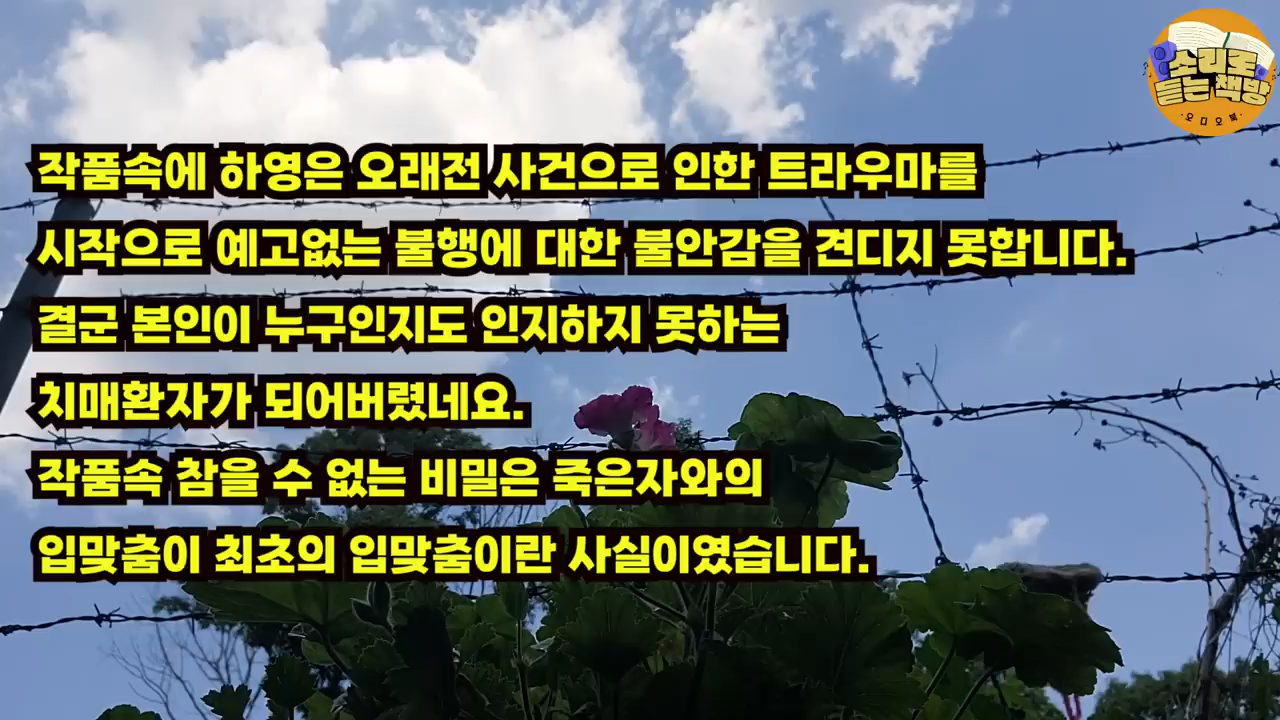 소리로
듣는책방
·오디오북·
작품속에 하영은 오래전 사건으로 인한 트라우마를
시작으로 예고없는 불행에 대한 불안감을 견디지 못합니다.
결군 본인이 누구인지도 인지하지 못하는
치매환자가 되어버렸네요.
작품속 참을 수 없는 비밀은 죽은자와의
입맞춤이 최초의 입맞춤이란 사실이였습니다.